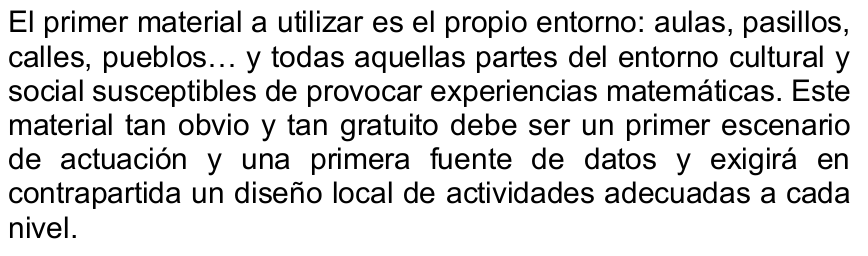 El primer material a utilizar es el propio entorno: aulas, pasillos,
calles, pueblos… y todas aquellas partes del entorno cultural y
social susceptibles de provocar experiencias matemáticas. Este
material tan obvio y tan gratuito debe ser un primer escenario
de actuación y una primera fuente de datos y exigirá en
contrapartida un diseño local de actividades adecuadas a cada
nivel.